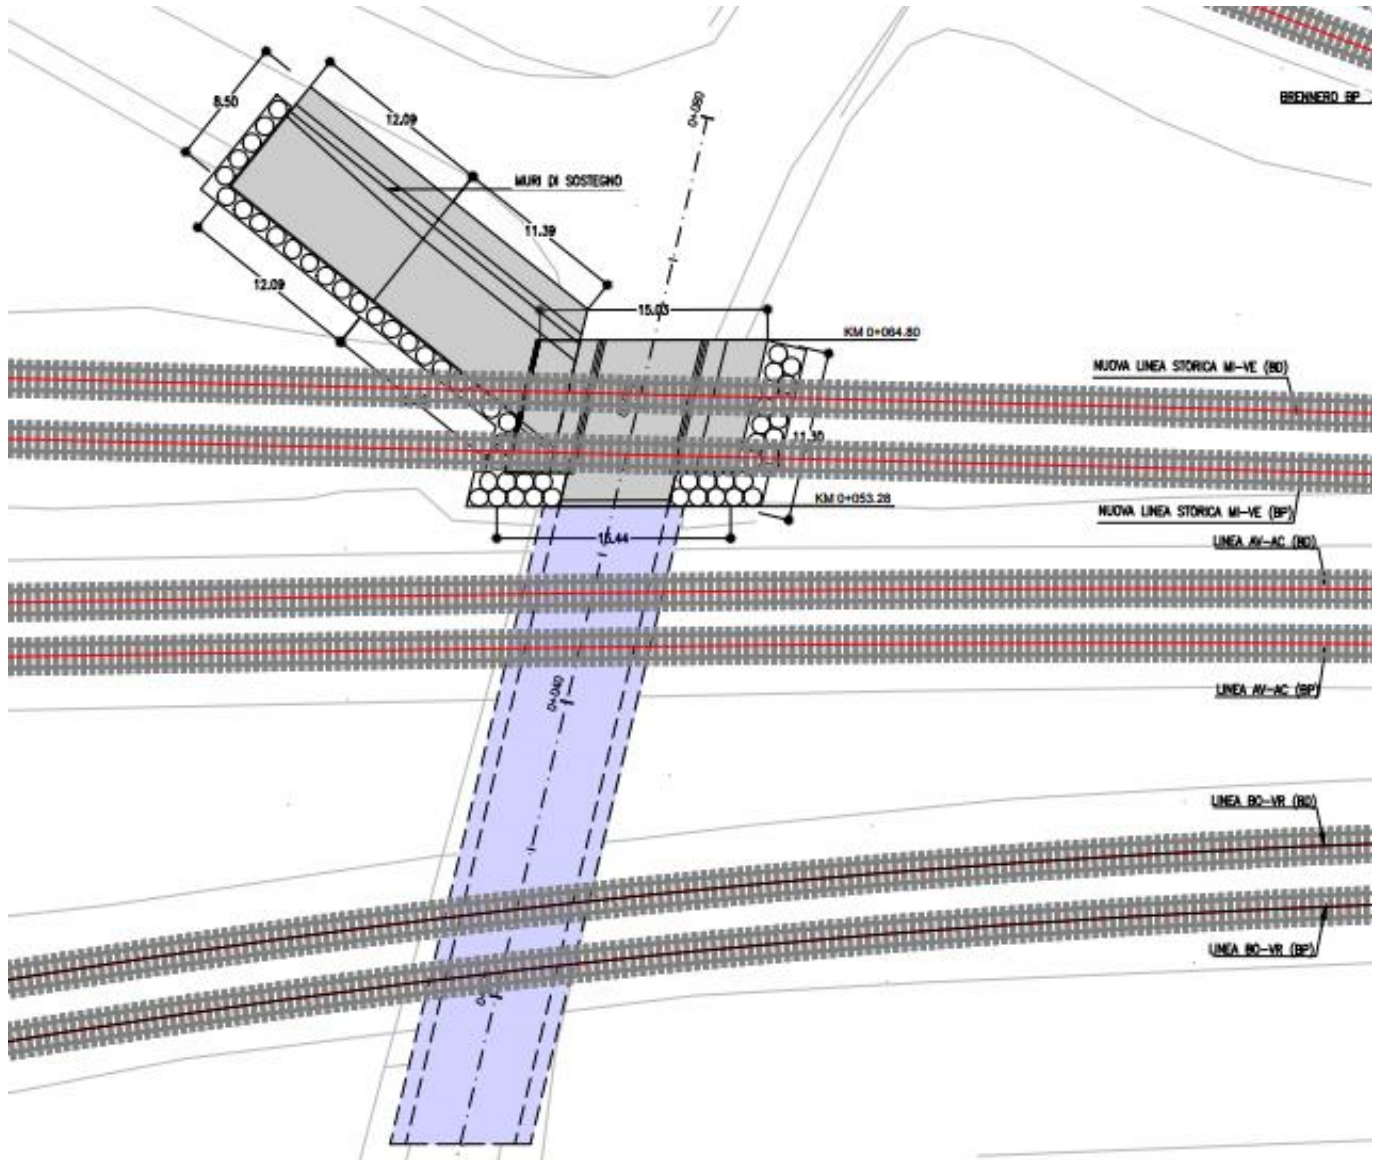 0+080
BRENNERO BP
8.50
12.09
MURI DI SOSTEGNO
11.39
12.09
15.03
KM 0+064.80
NUOVA LINEA STORICA MI-VE (BD)
11.30
KM 0+053.28
NUOVA LINEA STORICA MI-VE (BP)
15.44
LINEA AV-AC (BD)
0+040
LINEA AV-AC (BP)
LINEA BO-VR (BD)
LINEA BO-VR (BP)